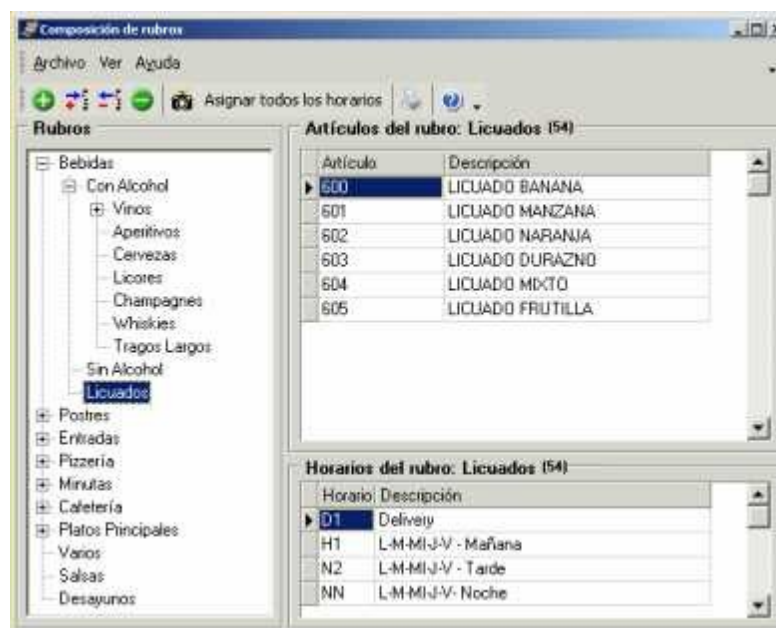 Composición de rubros
Archivo Ver Ayuda
Asignar todos los horarios
Rubros
Bebidas
Con Alcohol
Vinos
Aperitivos
Cervezas
Licores
Champagnes
Whiskies
Tragos Largos
Sin Alcohol
Licuados
Postres
Entradas
Pizzería
Minutas
Cafetería
Platos Principales
Varios
Salsas
Desayunos
Artículos del rubro: Licuados (54)
Artículo Descripción
600 LICUADO BANANA
601 LICUADO MANZANA
602 LICUADO NARANJA
603 LICUADO DURAZNO
604 LICUADO MIXTO
605 LICUADO FRUTILLA
Horarios del rubro: Licuados (54)
Horario Descripción
D1 Delivery
H1 L-M-MI-J-V - Mañana
N2 L-M-MI-J-V - Tarde
NN L-M-MI-J-V- Noche